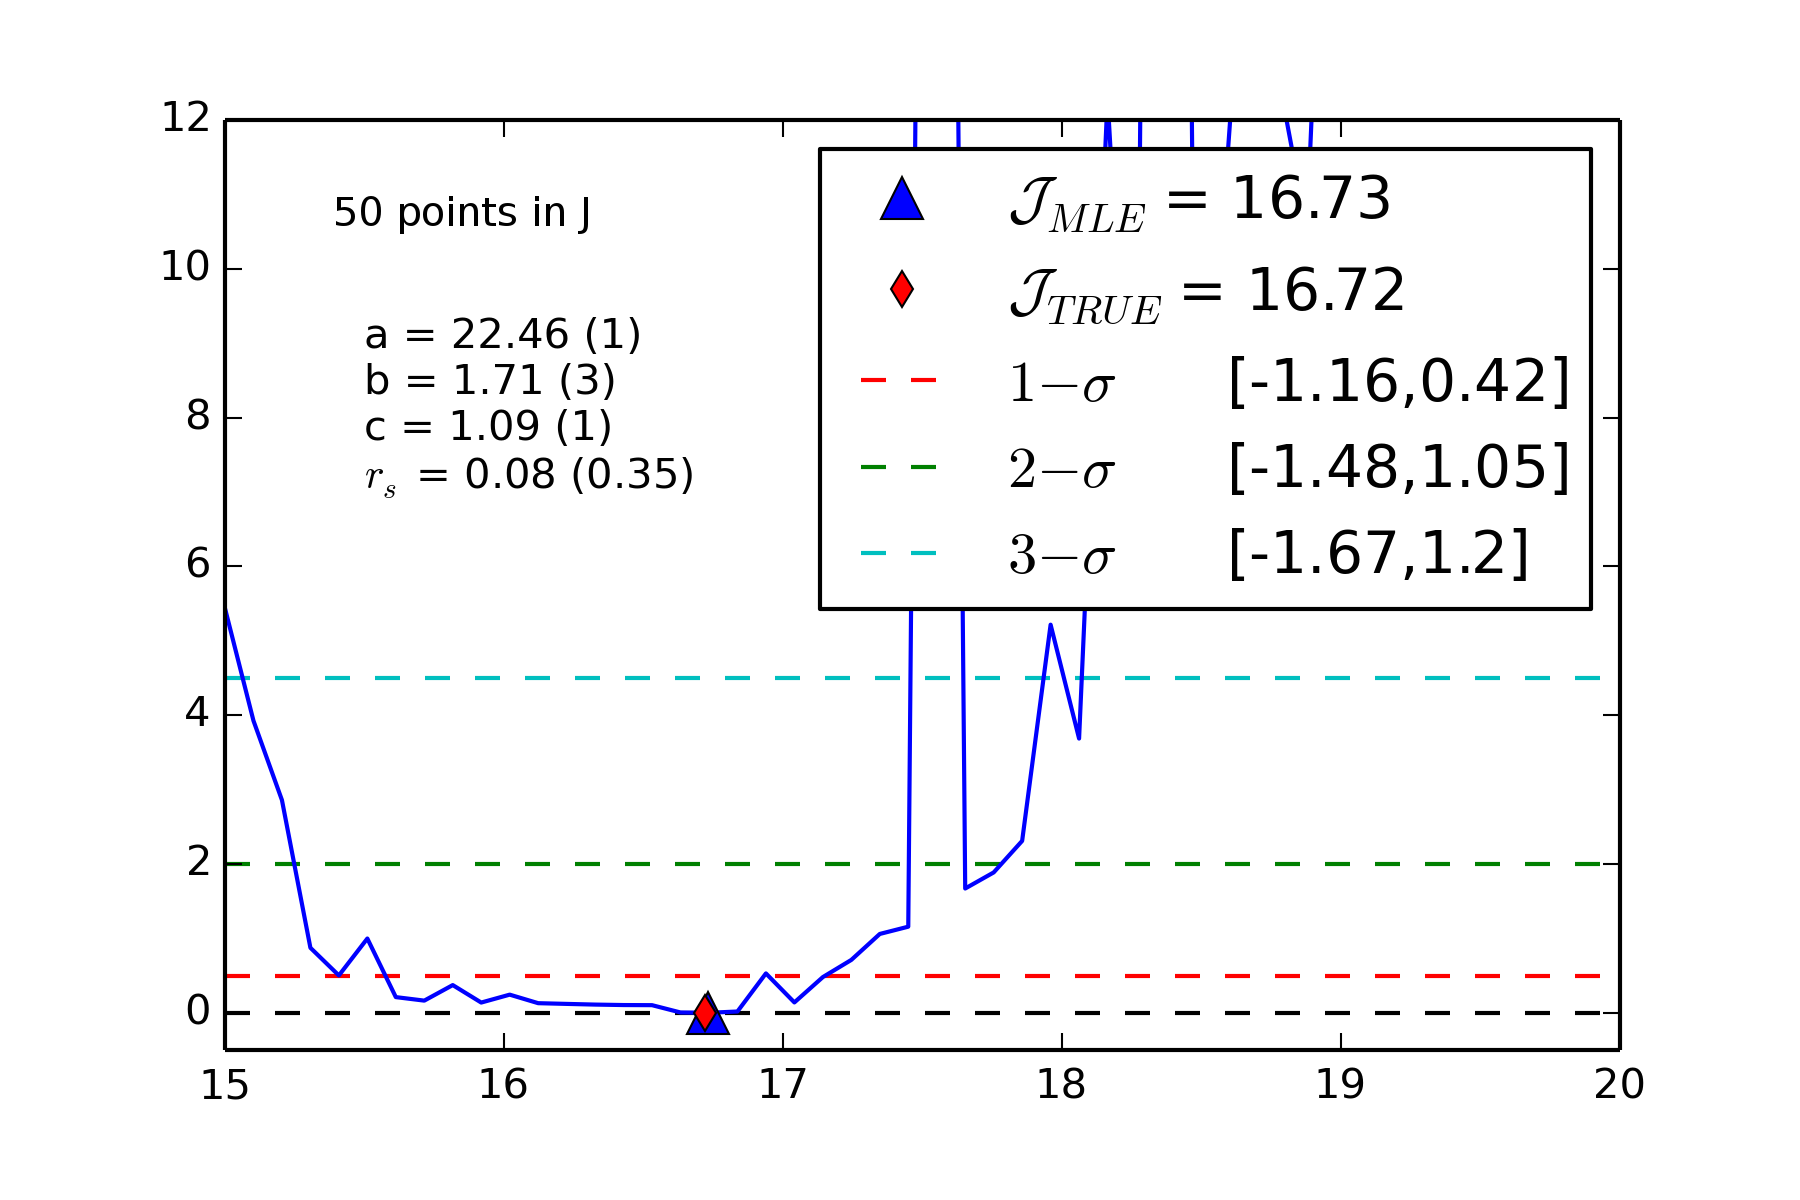 12
10
8
6
4
2
0
50 points in J
a = 22.46 (1)
b = 1.71 (3)
c = 1.09 (1)
r_s = 0.08 (0.35)
𝒥_MLE = 16.73
𝒥_TRUE = 16.72
1−σ [-1.16,0.42]
2−σ [-1.48,1.05]
3−σ [-1.67,1.2]
15 16 17 18 19 20